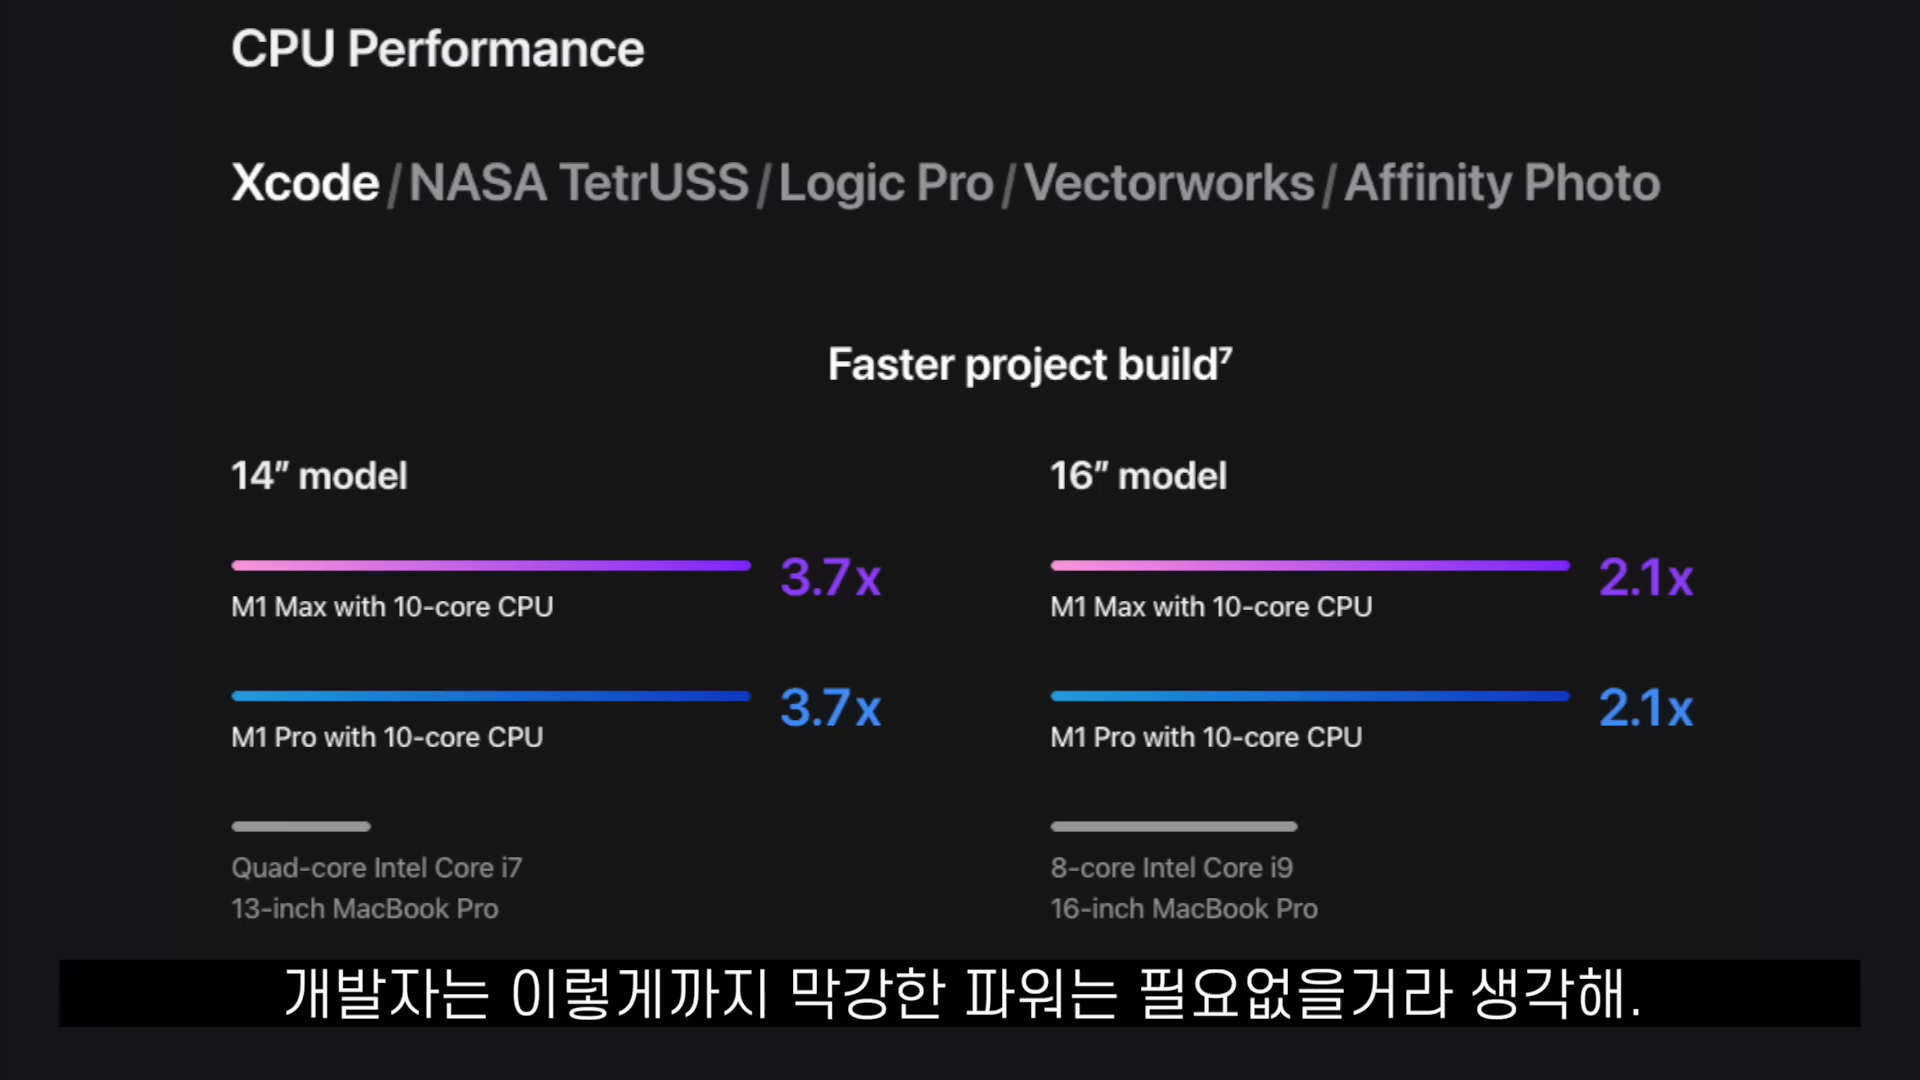 CPU Performance
Xcode / NASA TetrUSS / Logic Pro / Vectorworks / Affinity Photo
Faster project build⁷
14″ model
3.7x
M1 Max with 10-core CPU
3.7x
M1 Pro with 10-core CPU
Quad-core Intel Core i7
13-inch MacBook Pro
16″ model
2.1x
M1 Max with 10-core CPU
2.1x
M1 Pro with 10-core CPU
8-core Intel Core i9
16-inch MacBook Pro
개발자는 이렇게까지 막강한 파워는 필요없을거라 생각해.